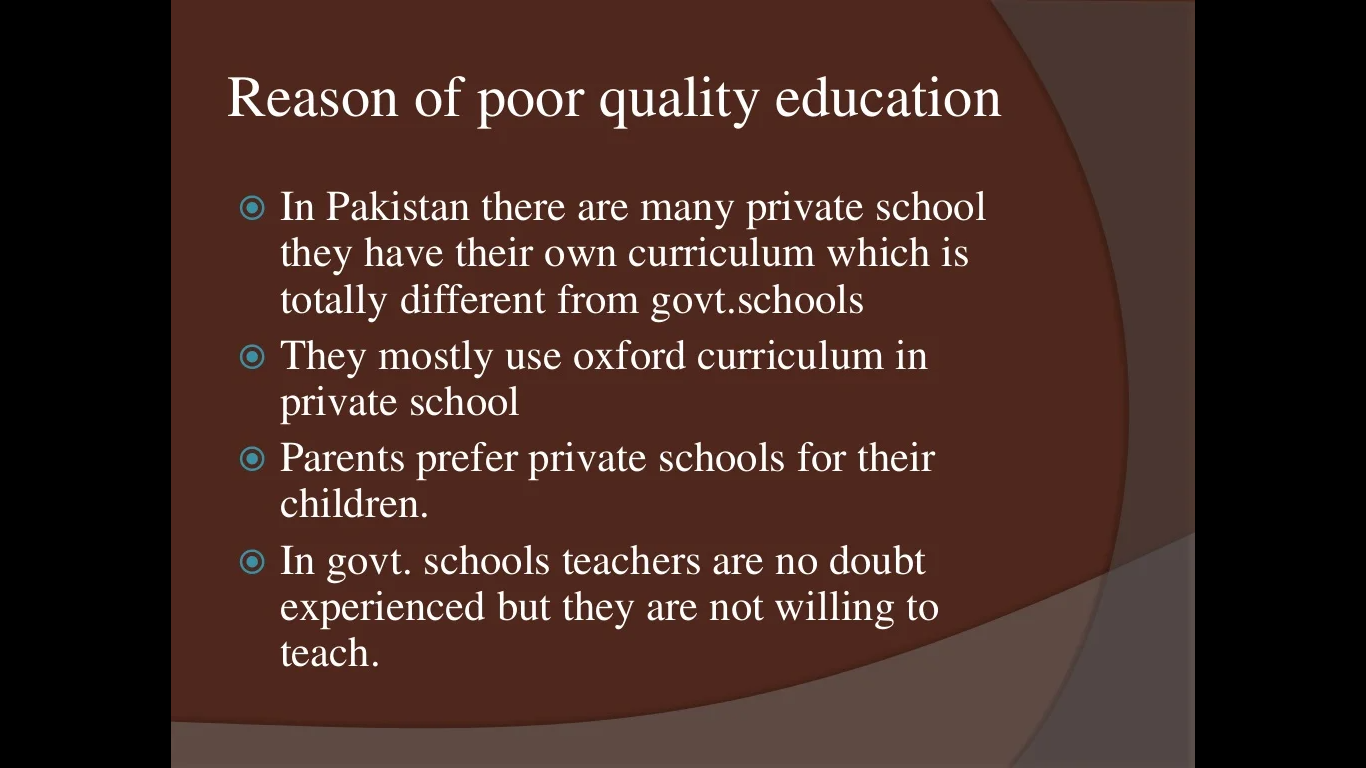 Reason of poor quality education
In Pakistan there are many private school
they have their own curriculum which is
totally different from govt.schools
They mostly use oxford curriculum in
private school
Parents prefer private schools for their
children.
In govt. schools teachers are no doubt
experienced but they are not willing to
teach.